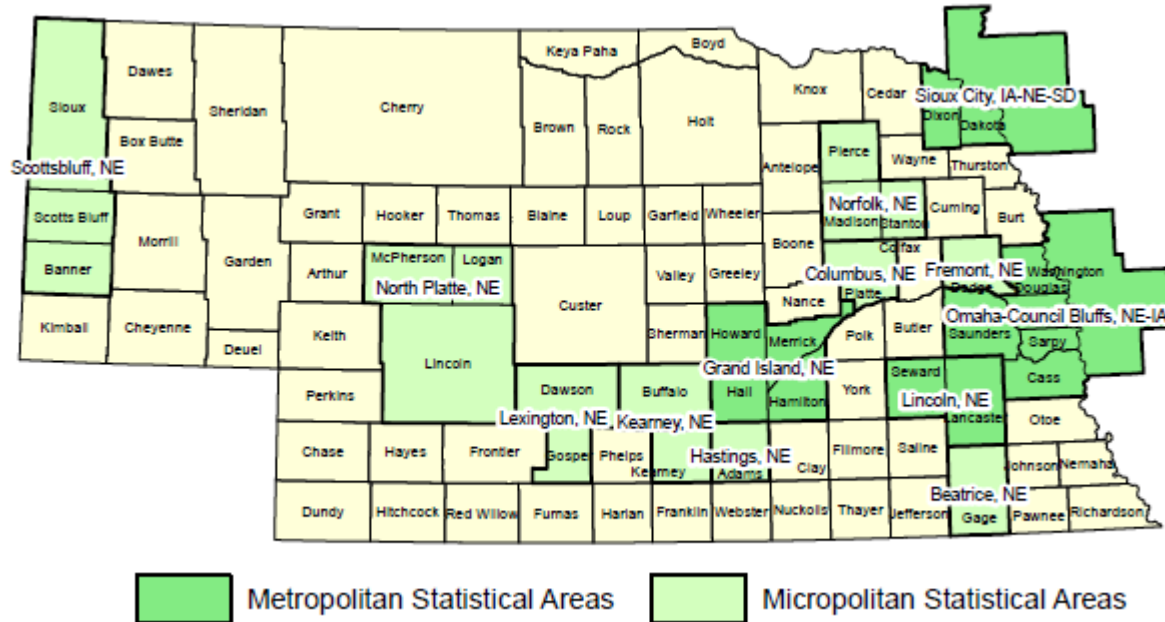 Boyd
Keya Paha
Dawes
Knox
Cedar
Sioux City, IA-NE-SD
Sioux
Sheridan
Cherry
Dixon
Dakota
Holt
Brown
Rock
Box Butte
Pierce
Wayne
Thurston
Scottsbluff, NE
Antelope
Norfolk, NE
Cuming
Scotts Bluff
Grant
Hooker
Thomas
Blaine
Loup
Garfield
Wheeler
Madison
Stanton
Burt
Morrill
Boone
Colfax
Garden
McPherson
Logan
Banner
Arthur
Valley
Greeley
Columbus, NE
Fremont, NE
Washington
North Platte, NE
Platte
Dodge
Douglas
Custer
Nance
Kimball
Cheyenne
Keith
Sherman
Howard
Merrick
Polk
Butler
Saunders
Omaha-Council Bluffs, NE-IA
Deuel
Sarpy
Lincoln
Grand Island, NE
Seward
Cass
Perkins
Dawson
Buffalo
Hall
Hamilton
York
Lincoln, NE
Lancaster
Lexington, NE
Kearney, NE
Otoe
Chase
Hayes
Frontier
Gosper
Phelps
Kearney
Hastings, NE
Adams
Clay
Fillmore
Saline
Johnson
Nemaha
Beatrice, NE
Dundy
Hitchcock
Red Willow
Furnas
Harlan
Franklin
Webster
Nuckolls
Thayer
Jefferson
Gage
Pawnee
Richardson
Metropolitan Statistical Areas
Micropolitan Statistical Areas